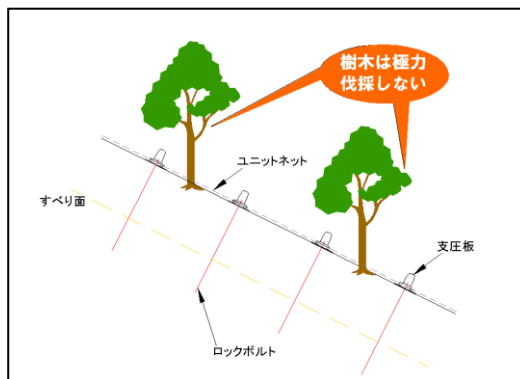 樹木は極力
伐採しない
ユニットネット
すべり面
支圧板
ロックボルト